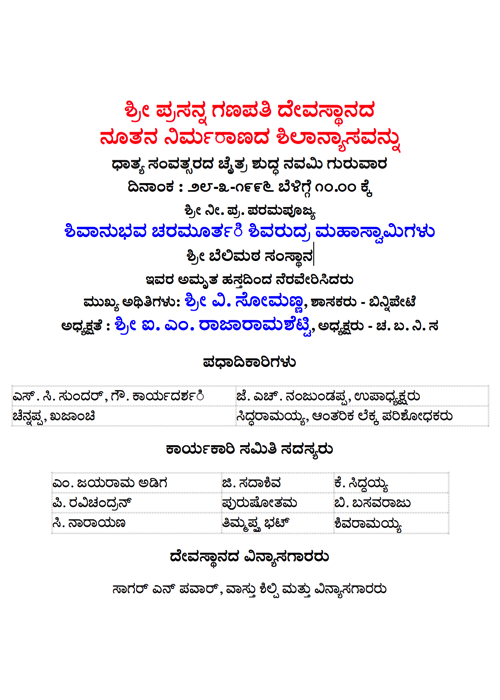 ಶ್ರೀ ಪ್ರಸನ್ನ ಗಣಪತಿ ದೇವಸ್ಥಾನದ
ನೂತನ ನಿರ್ಮರಾಣದ ಶಿಲಾನ್ಯಾಸವನ್ನು
ಧಾತ್ಯ ಸಂವತ್ಸರದ ಚೈತ್ರ ಶುದ್ಧ ನವಮಿ ಗುರುವಾರ
ದಿನಾಂಕ : ೨೮-೩-೧೯೯೬ ಬೆಳಿಗ್ಗೆ ೧೦.೦೦ ಕ್ಕೆ
ಶ್ರೀ ನೀ. ಪ್ರ. ಪರಮಪೂಜ್ಯ
ಶಿವಾನುಭವ ಚರಮೂರ್ತಿ ಶಿವರುದ್ರ ಮಹಾಸ್ವಾಮಿಗಳು
ಶ್ರೀ ಬೆಲಿಮಠ ಸಂಸ್ಥಾನ
ಇವರ ಅಮೃತ ಹಸ್ತದಿಂದ ನೆರವೇರಿಸಿದರು
ಮುಖ್ಯ ಅಥಿತಿಗಳು: ಶ್ರೀ ವಿ. ಸೋಮಣ್ಣ, ಶಾಸಕರು - ಬಿನ್ನಿಪೇಟೆ
ಅಧ್ಯಕ್ಷತೆ : ಶ್ರೀ ಐ. ಎಂ. ರಾಜಾರಾಮಶೆಟ್ಟಿ, ಅಧ್ಯಕ್ಷರು - ಚ. ಬ. ನಿ. ಸ
ಪಧಾದಿಕಾರಿಗಳು
ಎಸ್. ಸಿ. ಸುಂದರ್, ಗೌ. ಕಾರ್ಯದರ್ಶಿ ಜೆ. ಎಚ್. ನಂಜುಂಡಪ್ಪ, ಉಪಾಧ್ಯಕ್ಷರು
ಚೆನ್ನಪ್ಪ, ಖಜಾಂಚಿ ಸಿದ್ಧರಾಮಯ್ಯ, ಆಂತರಿಕ ಲೆಕ್ಕ ಪರಿಶೋಧಕರು
ಕಾರ್ಯಕಾರಿ ಸಮಿತಿ ಸದಸ್ಯರು
ಎಂ. ಜಯರಾಮ ಅಡಿಗ ಜಿ. ಸದಾಶಿವ ಕೆ. ಸಿದ್ದಯ್ಯ
ಪಿ. ರವಿಚಂದ್ರನ್ ಪುರುಷೋತಮ ಬಿ. ಬಸವರಾಜು
ಸಿ. ನಾರಾಯಣ ತಿಮ್ಮಪ್ಪ ಭಟ್ ಶಿವರಾಮಯ್ಯ
ದೇವಸ್ಥಾನದ ವಿನ್ಯಾಸಗಾರರು
ಸಾಗರ್ ಎನ್ ಪವಾರ್, ವಾಸ್ತು ಶಿಲ್ಪಿ ಮತ್ತು ವಿನ್ಯಾಸಗಾರರು